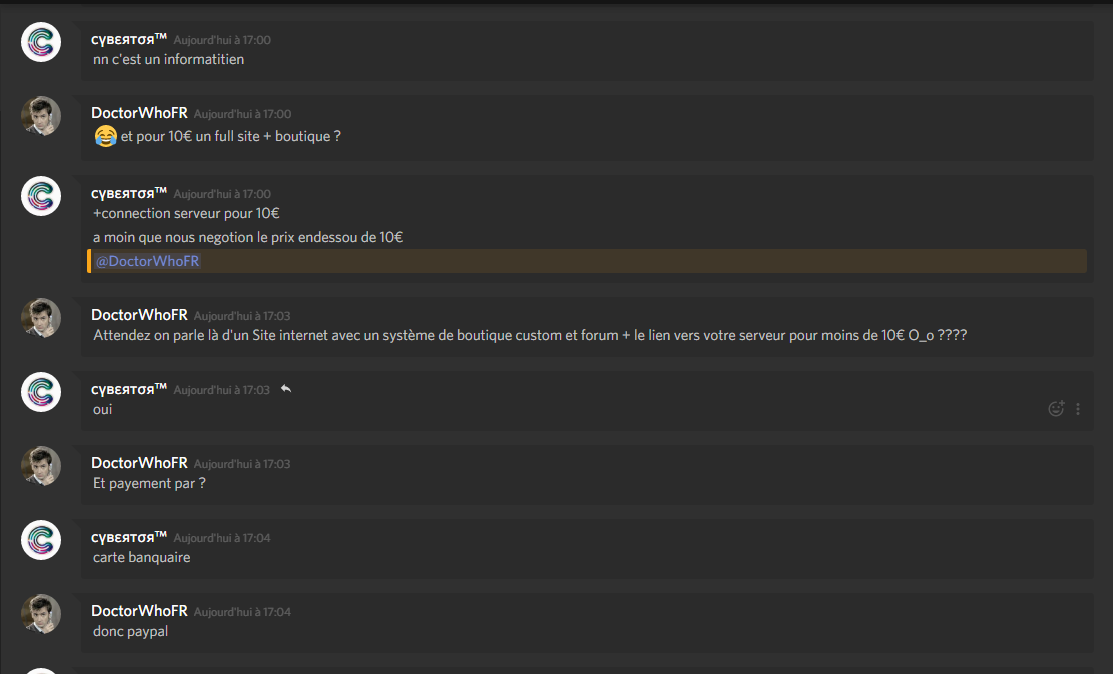 cγвεятσя™ Aujourd'hui à 17:00
nn c'est un informatitien
DoctorWhoFR Aujourd'hui à 17:00
😂 et pour 10€ un full site + boutique ?
cγвεятσя™ Aujourd'hui à 17:00
+connection serveur pour 10€
a moin que nous negotion le prix endessou de 10€
@DoctorWhoFR
DoctorWhoFR Aujourd'hui à 17:03
Attendez on parle là d'un Site internet avec un système de boutique custom et forum + le lien vers votre serveur pour moins de 10€ O_o ????
cγвεятσя™ Aujourd'hui à 17:03
oui
DoctorWhoFR Aujourd'hui à 17:03
Et payement par ?
cγвεятσя™ Aujourd'hui à 17:04
carte banquaire
DoctorWhoFR Aujourd'hui à 17:04
donc paypal